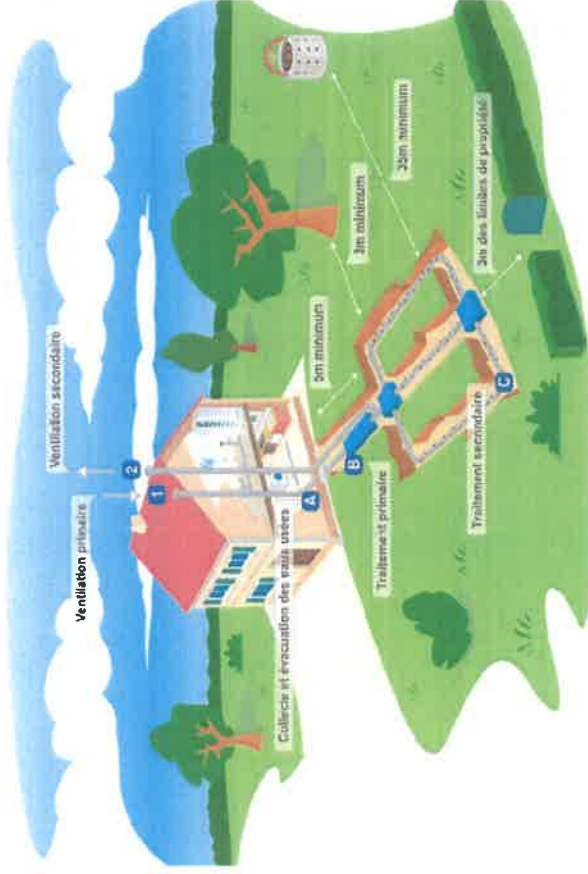 Ventilation secondaire
Ventilation primaire
2
1
35m minimum
3m minimum
5m minimum
3m des limites de propriété
A
B
C
Collecte et évacuation des eaux usées
Traitement primaire
Traitement secondaire